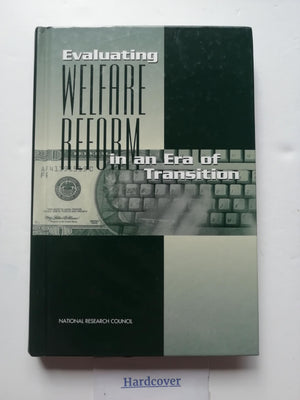 Evaluating
WELFARE
REFORM
in an Era of
Transition
NATIONAL RESEARCH COUNCIL
Hardcover